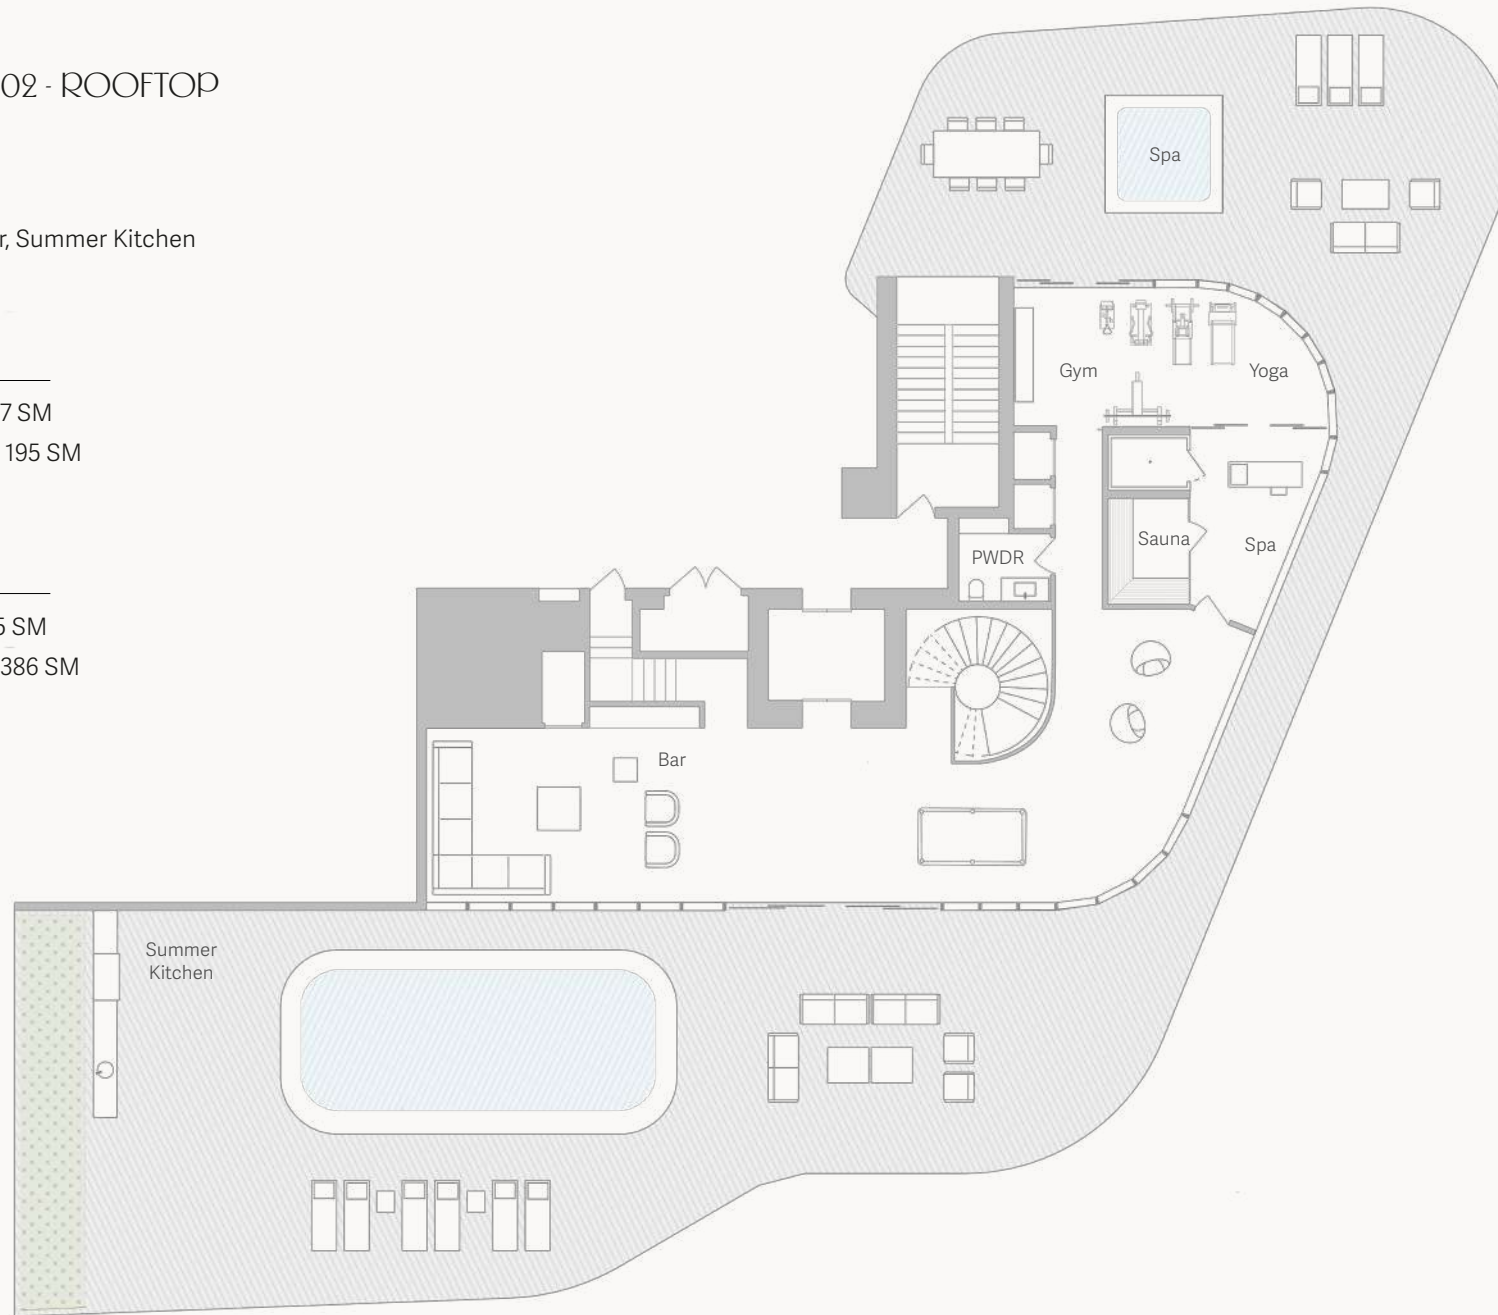 02 - ROOFTOP
r, Summer Kitchen
7 SM
195 SM
5 SM
386 SM
Spa
Gym
Yoga
Sauna
Spa
PWDR
Bar
Summer
Kitchen